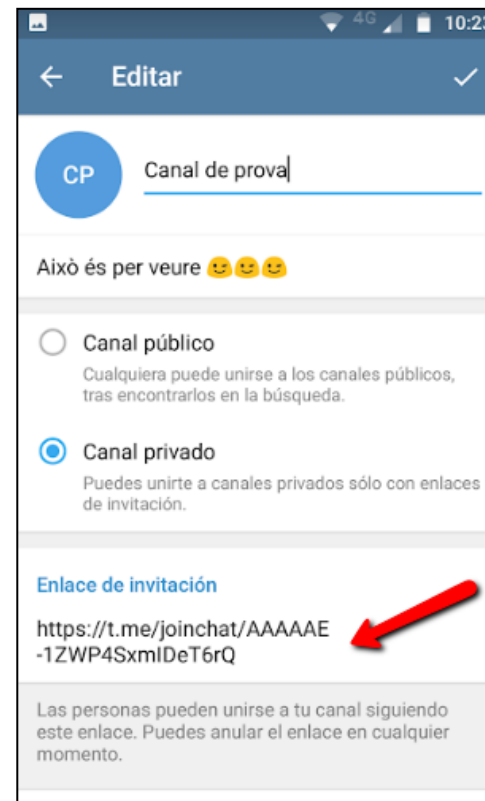 4G 10:23
Editar
CP
Canal de prova
Això és per veure 😉😉😉
Canal público
Cualquiera puede unirse a los canales públicos,
tras encontrarlos en la búsqueda.
Canal privado
Puedes unirte a canales privados sólo con enlaces
de invitación.
Enlace de invitación
https://t.me/joinchat/AAAAAE
-1ZWP4SxmlDeT6rQ
Las personas pueden unirse a tu canal siguiendo
este enlace. Puedes anular el enlace en cualquier
momento.